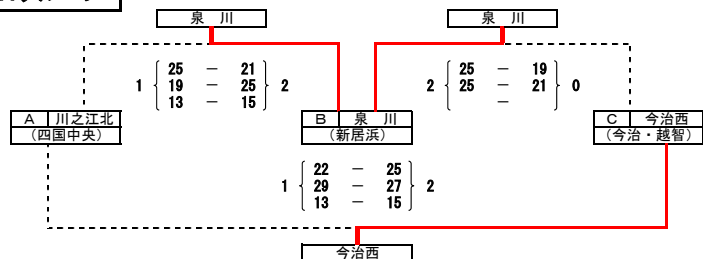 泉 川
泉 川
1 25 － 21 2
19 － 25
13 － 15
2 25 － 19 0
25 － 21
－
A 川之江北
(四国中央)
B 泉 川
(新居浜)
C 今治西
(今治・越智)
1 22 － 25 2
29 － 27
13 － 15
今治西